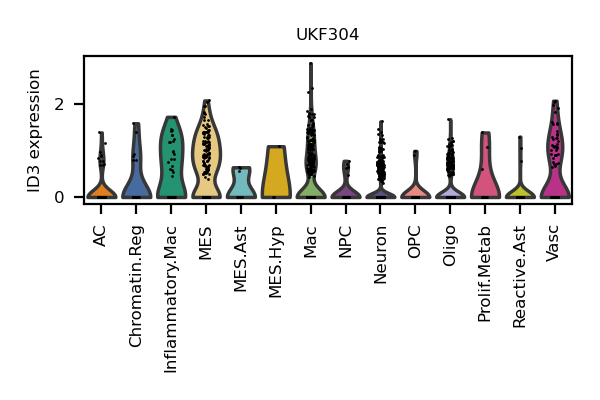 UKF304
ID3 expression
2
0
AC
Chromatin.Reg
Inflammatory.Mac
MES
MES.Ast
MES.Hyp
Mac
NPC
Neuron
OPC
Oligo
Prolif.Metab
Reactive.Ast
Vasc